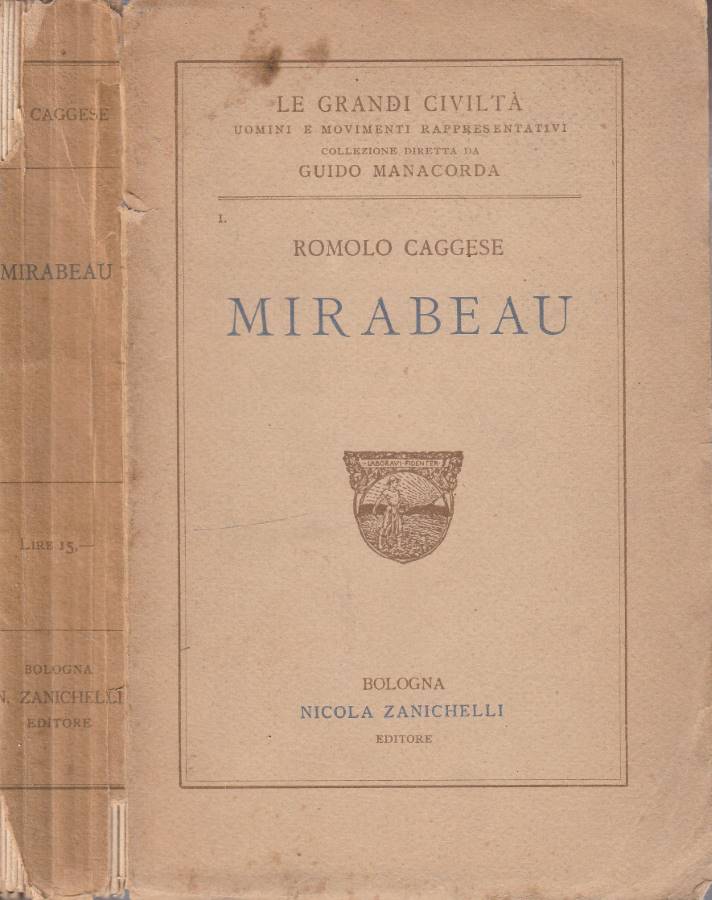 CAGGESE
MIRABEAU
LIRE 15,—
BOLOGNA
N. ZANICHELLI
EDITORE
LE GRANDI CIVILTÀ
UOMINI E MOVIMENTI RAPPRESENTATIVI
COLLEZIONE DIRETTA DA
GUIDO MANACORDA
I.
ROMOLO CAGGESE
MIRABEAU
·LABORAVI·FIDENTER·
BOLOGNA
NICOLA ZANICHELLI
EDITORE